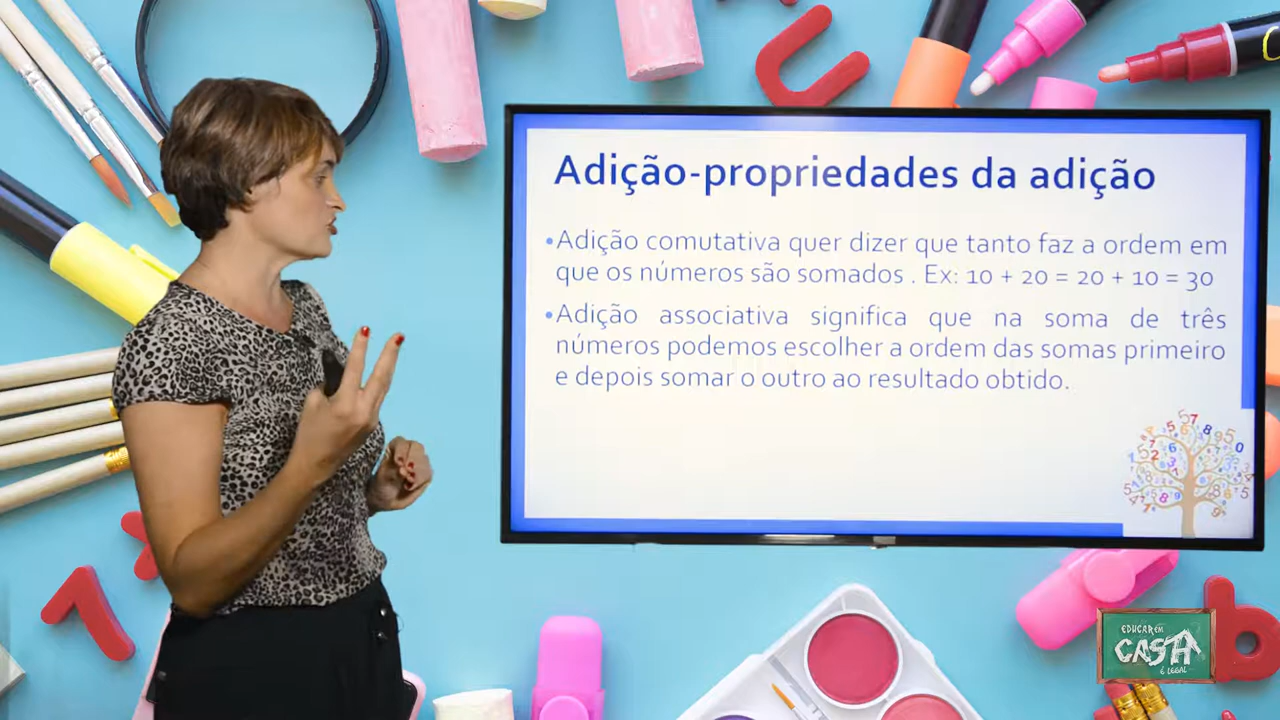 Adição-propriedades da adição
•Adição comutativa quer dizer que tanto faz a ordem em
que os números são somados . Ex: 10 + 20 = 20 + 10 = 30
•Adição associativa significa que na soma de três
números podemos escolher a ordem das somas primeiro
e depois somar o outro ao resultado obtido.
EDUCAR EM
CASA
É LEGAL